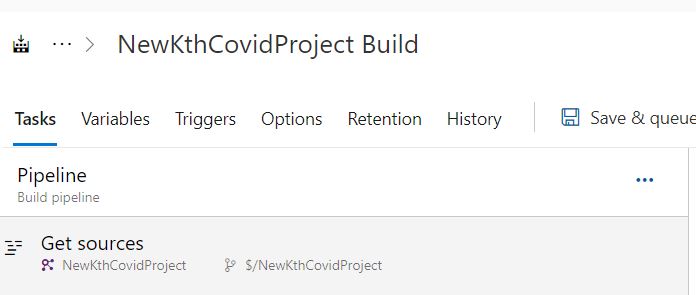 ... > NewKthCovidProject Build
Tasks Variables Triggers Options Retention History Save & queue
Pipeline ...
Build pipeline
Get sources
NewKthCovidProject $/NewKthCovidProject